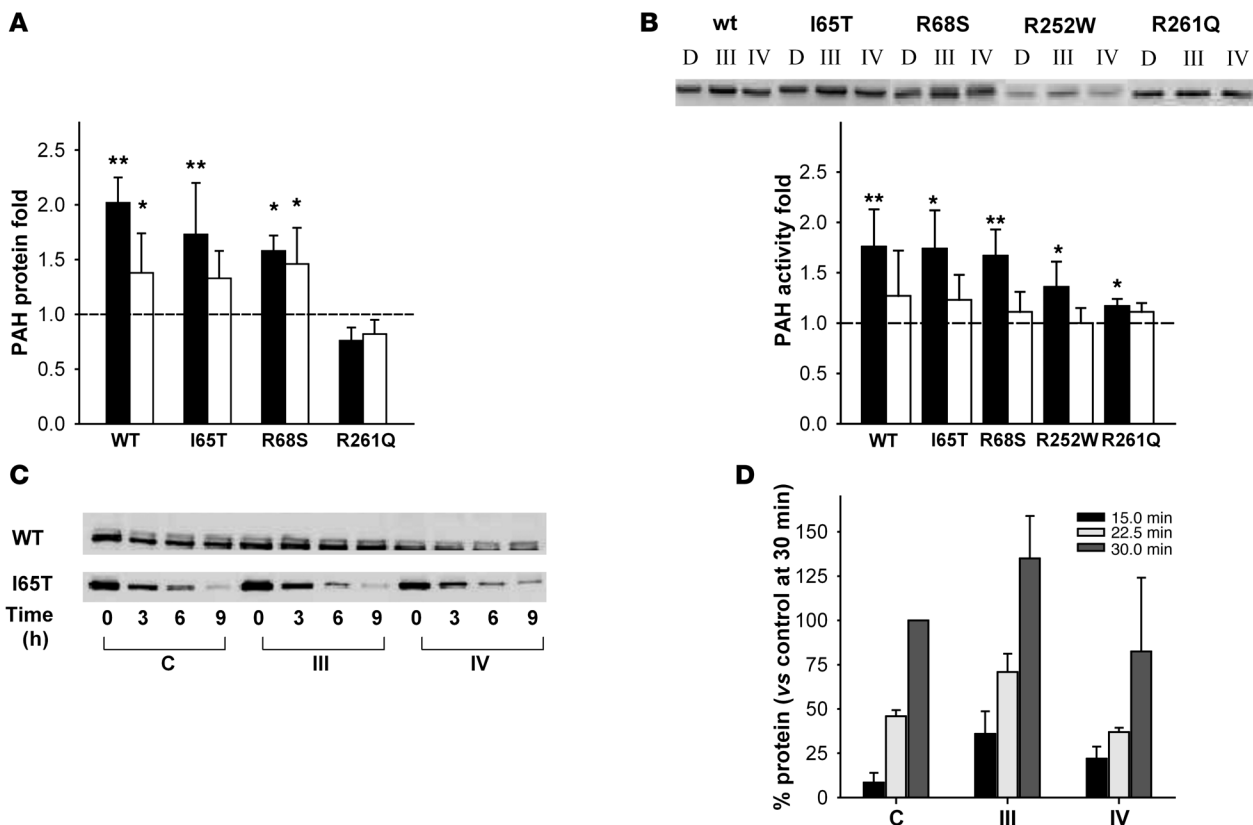 A
PAH protein fold
2.5
2.0
1.5
1.0
0.5
0.0
** * ** * *
WT I65T R68S R261Q
B
wt I65T R68S R252W R261Q
D III IV D III IV D III IV D III IV D III IV
PAH activity fold
2.5
2.0
1.5
1.0
0.5
0.0
** * ** * *
WT I65T R68S R252W R261Q
C
WT
I65T
Time 0 3 6 9 0 3 6 9 0 3 6 9
(h)
C III IV
D
% protein (vs control at 30 min)
150
125
100
75
50
25
0
15.0 min
22.5 min
30.0 min
C III IV